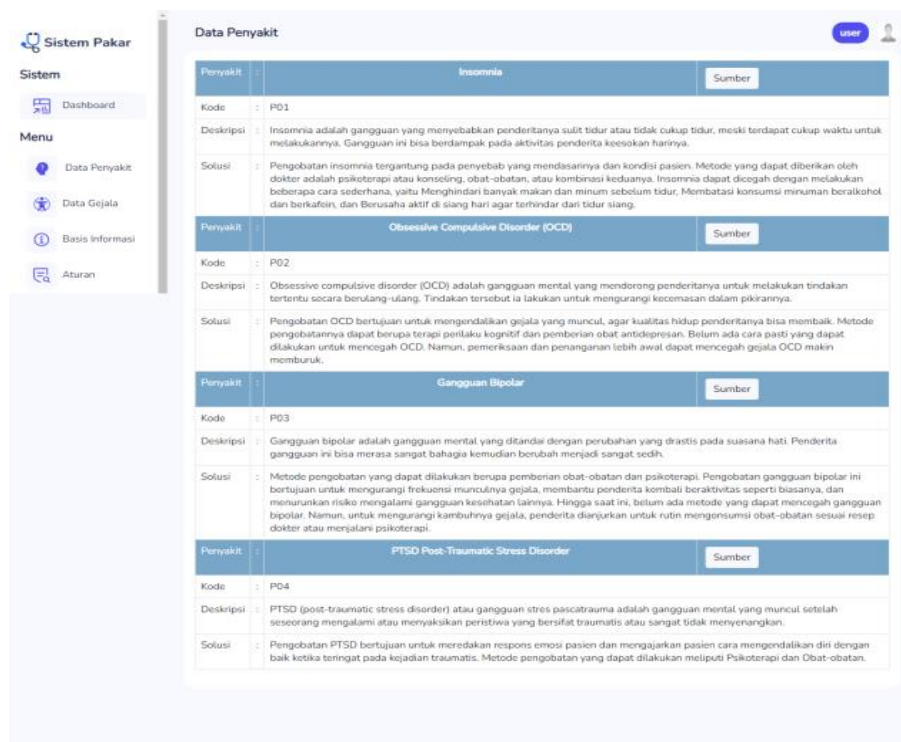 Sistem Pakar
Sistem
Dashboard
Menu
Data Penyakit
Data Gejala
Basis Informasi
Aturan
Data Penyakit
user
Penyakit : Insomnia Sumber
Kode : P01
Deskripsi : Insomnia adalah gangguan yang menyebabkan penderitanya sulit tidur atau tidak cukup tidur, meski terdapat cukup waktu untuk
melakukannya. Gangguan ini bisa berdampak pada aktivitas penderita keesokan harinya.
Solusi : Pengobatan insomnia tergantung pada penyebab yang mendasarinya dan kondisi pasien. Metode yang dapat diberikan oleh
dokter adalah psikoterapi atau konseling, obat-obatan, atau kombinasi keduanya. Insomnia dapat dicegah dengan melakukan
beberapa cara sederhana, yaitu Menghindari banyak makan dan minum sebelum tidur, Membatasi konsumsi minuman beralkohol
dan berkafein, dan Berusaha aktif di siang hari agar terhindar dari tidur siang.
Penyakit : Obsessive Compulsive Disorder (OCD) Sumber
Kode : P02
Deskripsi : Obsessive compulsive disorder (OCD) adalah gangguan mental yang mendorong penderitanya untuk melakukan tindakan
tertentu secara berulang-ulang. Tindakan tersebut ia lakukan untuk mengurangi kecemasan dalam pikirannya.
Solusi : Pengobatan OCD bertujuan untuk mengendalikan gejala yang muncul, agar kualitas hidup penderitanya bisa membaik. Metode
pengobatannya dapat berupa terapi perilaku kognitif dan pemberian obat antidepresan. Belum ada cara pasti yang dapat
dilakukan untuk mencegah OCD. Namun, pemeriksaan dan penanganan lebih awal dapat mencegah gejala OCD makin
memburuk.
Penyakit : Gangguan Bipolar Sumber
Kode : P03
Deskripsi : Gangguan bipolar adalah gangguan mental yang ditandai dengan perubahan yang drastis pada suasana hati. Penderita
gangguan ini bisa merasa sangat bahagia kemudian berubah menjadi sangat sedih.
Solusi : Metode pengobatan yang dapat dilakukan berupa pemberian obat-obatan dan psikoterapi. Pengobatan gangguan bipolar ini
bertujuan untuk mengurangi frekuensi munculnya gejala, membantu penderita kembali beraktivitas seperti biasanya, dan
menurunkan risiko mengalami gangguan kesehatan lainnya. Hingga saat ini, belum ada metode yang dapat mencegah gangguan
bipolar. Namun, untuk mengurangi kambuhnya gejala, penderita dianjurkan untuk rutin mengonsumsi obat-obatan sesuai resep
dokter atau menjalani psikoterapi.
Penyakit : PTSD Post-Traumatic Stress Disorder Sumber
Kode : P04
Deskripsi : PTSD (post-traumatic stress disorder) atau gangguan stres pascatrauma adalah gangguan mental yang muncul setelah
seseorang mengalami atau menyaksikan peristiwa yang bersifat traumatis atau sangat tidak menyenangkan.
Solusi : Pengobatan PTSD bertujuan untuk meredakan respons emosi pasien dan mengajarkan pasien cara mengendalikan diri dengan
baik ketika teringat pada kejadian traumatis. Metode pengobatan yang dapat dilakukan meliputi Psikoterapi dan Obat-obatan.